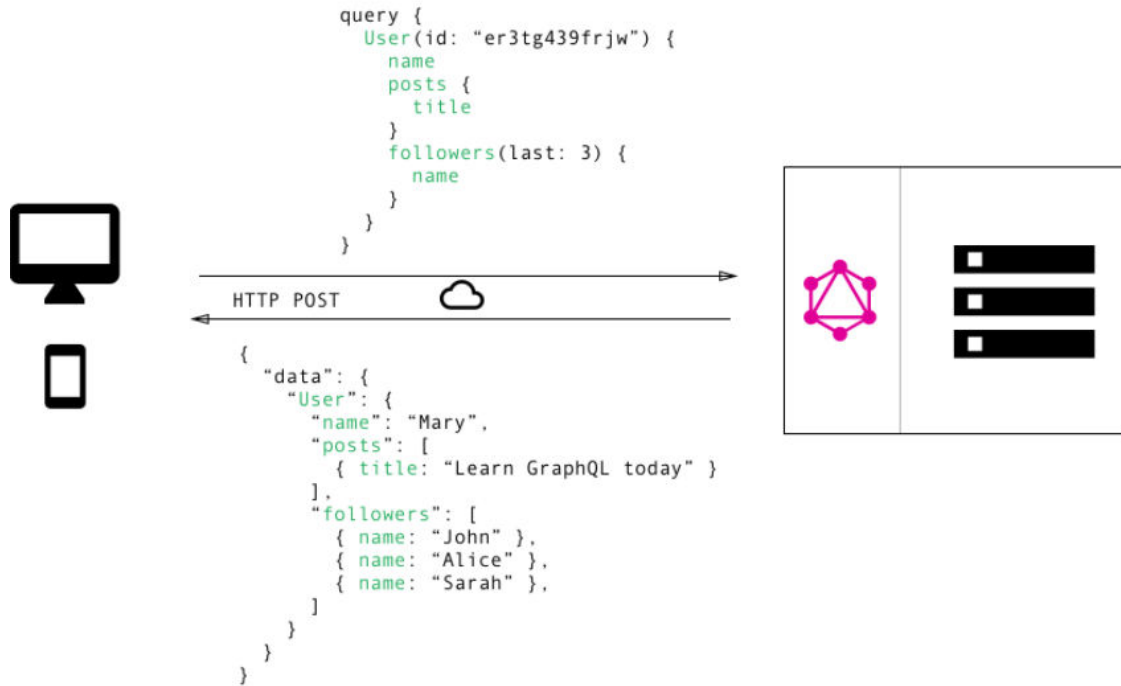 query {
  User(id: “er3tg439frjw”) {
    name
    posts {
      title
    }
    followers(last: 3) {
      name
    }
  }
}
HTTP POST
{
  “data”: {
    “User”: {
      “name”: “Mary”,
      “posts”: [
        { title: “Learn GraphQL today” }
      ],
      “followers”: [
        { name: “John” },
        { name: “Alice” },
        { name: “Sarah” },
      ]
    }
  }
}